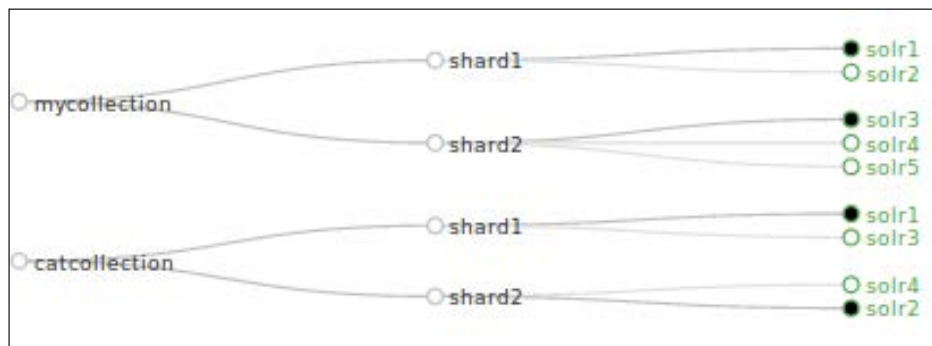 mycollection
shard1
solr1
solr2
shard2
solr3
solr4
solr5
catcollection
shard1
solr1
solr3
shard2
solr4
solr2